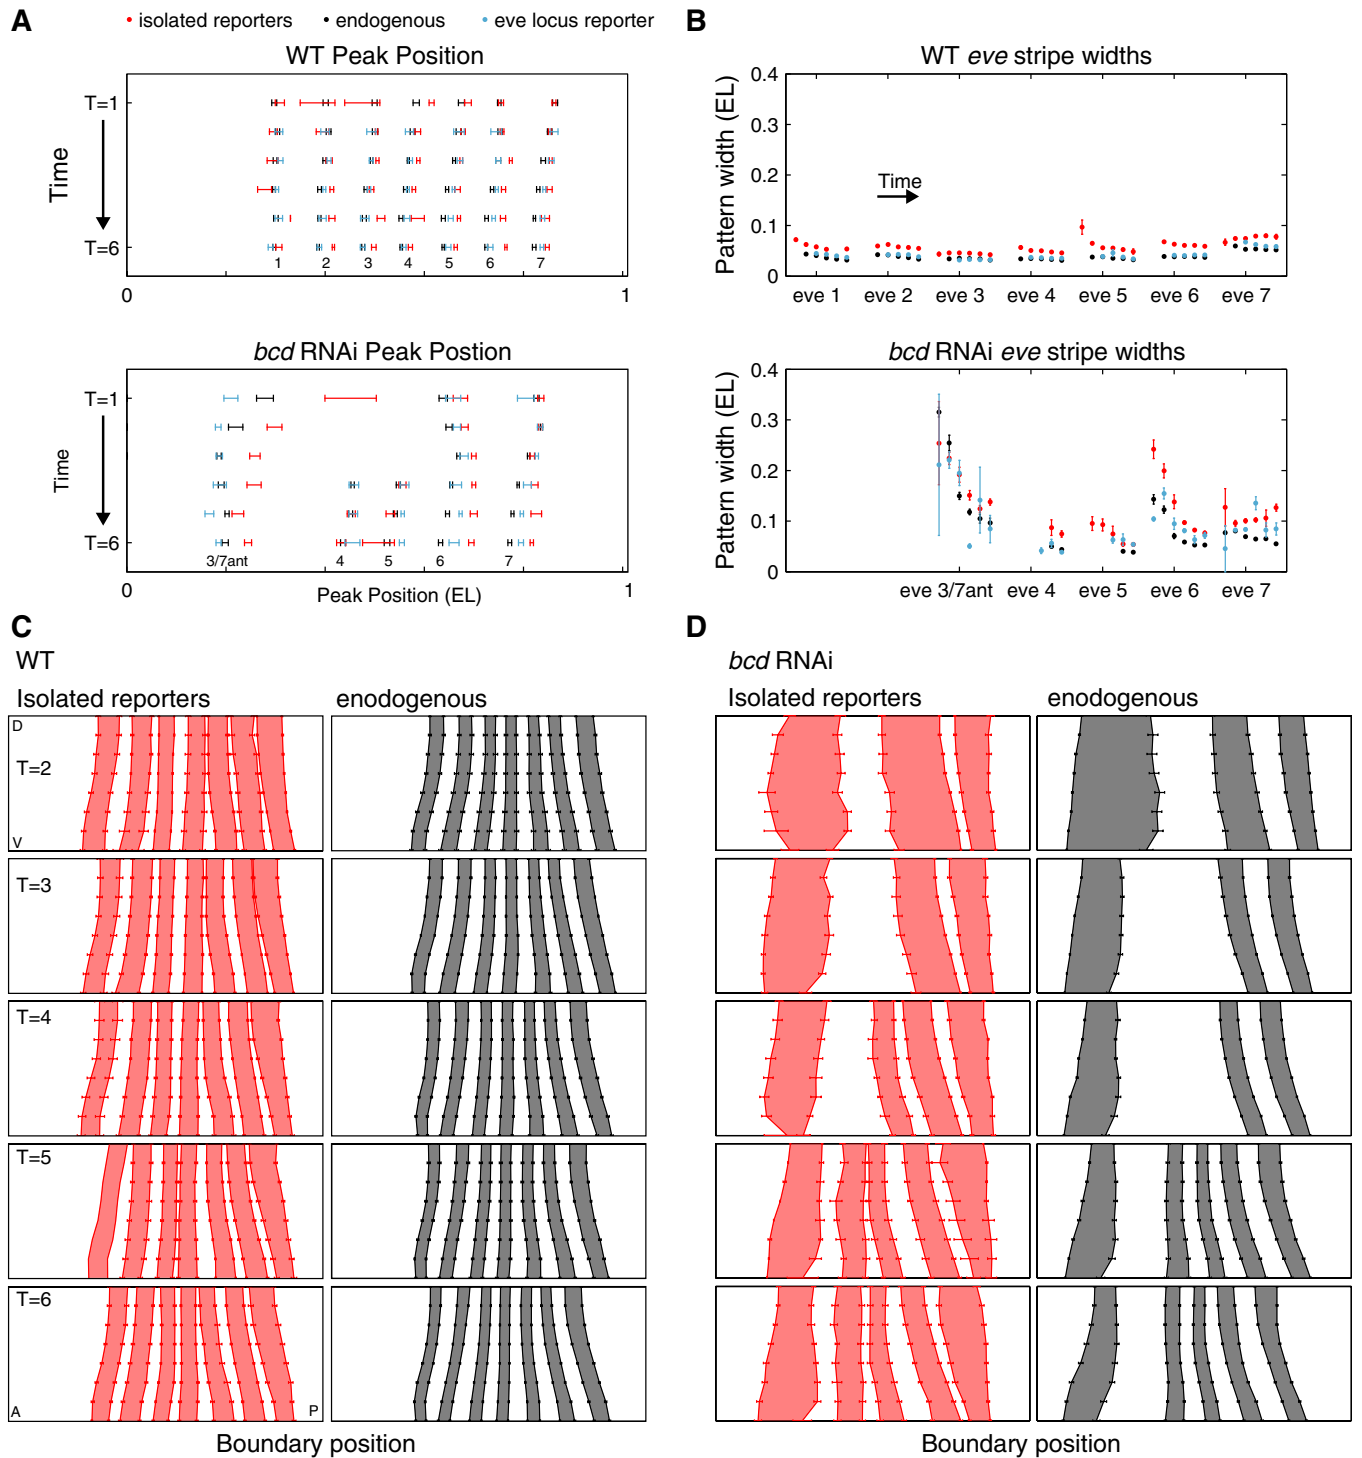 A
isolated reporters
endogenous
eve locus reporter
WT Peak Position
Time
T=1
T=6
1 2 3 4 5 6 7
0 1
bcd RNAi Peak Postion
Time
T=1
T=6
3/7ant 4 5 6 7
0 1
Peak Position (EL)
B
WT eve stripe widths
Pattern width (EL)
0.4
0.3
0.2
0.1
0
Time
eve 1 eve 2 eve 3 eve 4 eve 5 eve 6 eve 7
bcd RNAi eve stripe widths
Pattern width (EL)
0.4
0.3
0.2
0.1
0
eve 3/7ant eve 4 eve 5 eve 6 eve 7
C
WT
Isolated reporters
enodogenous
D
T=2
V
T=3
T=4
T=5
T=6
A P
Boundary position
D
bcd RNAi
Isolated reporters
enodogenous
Boundary position